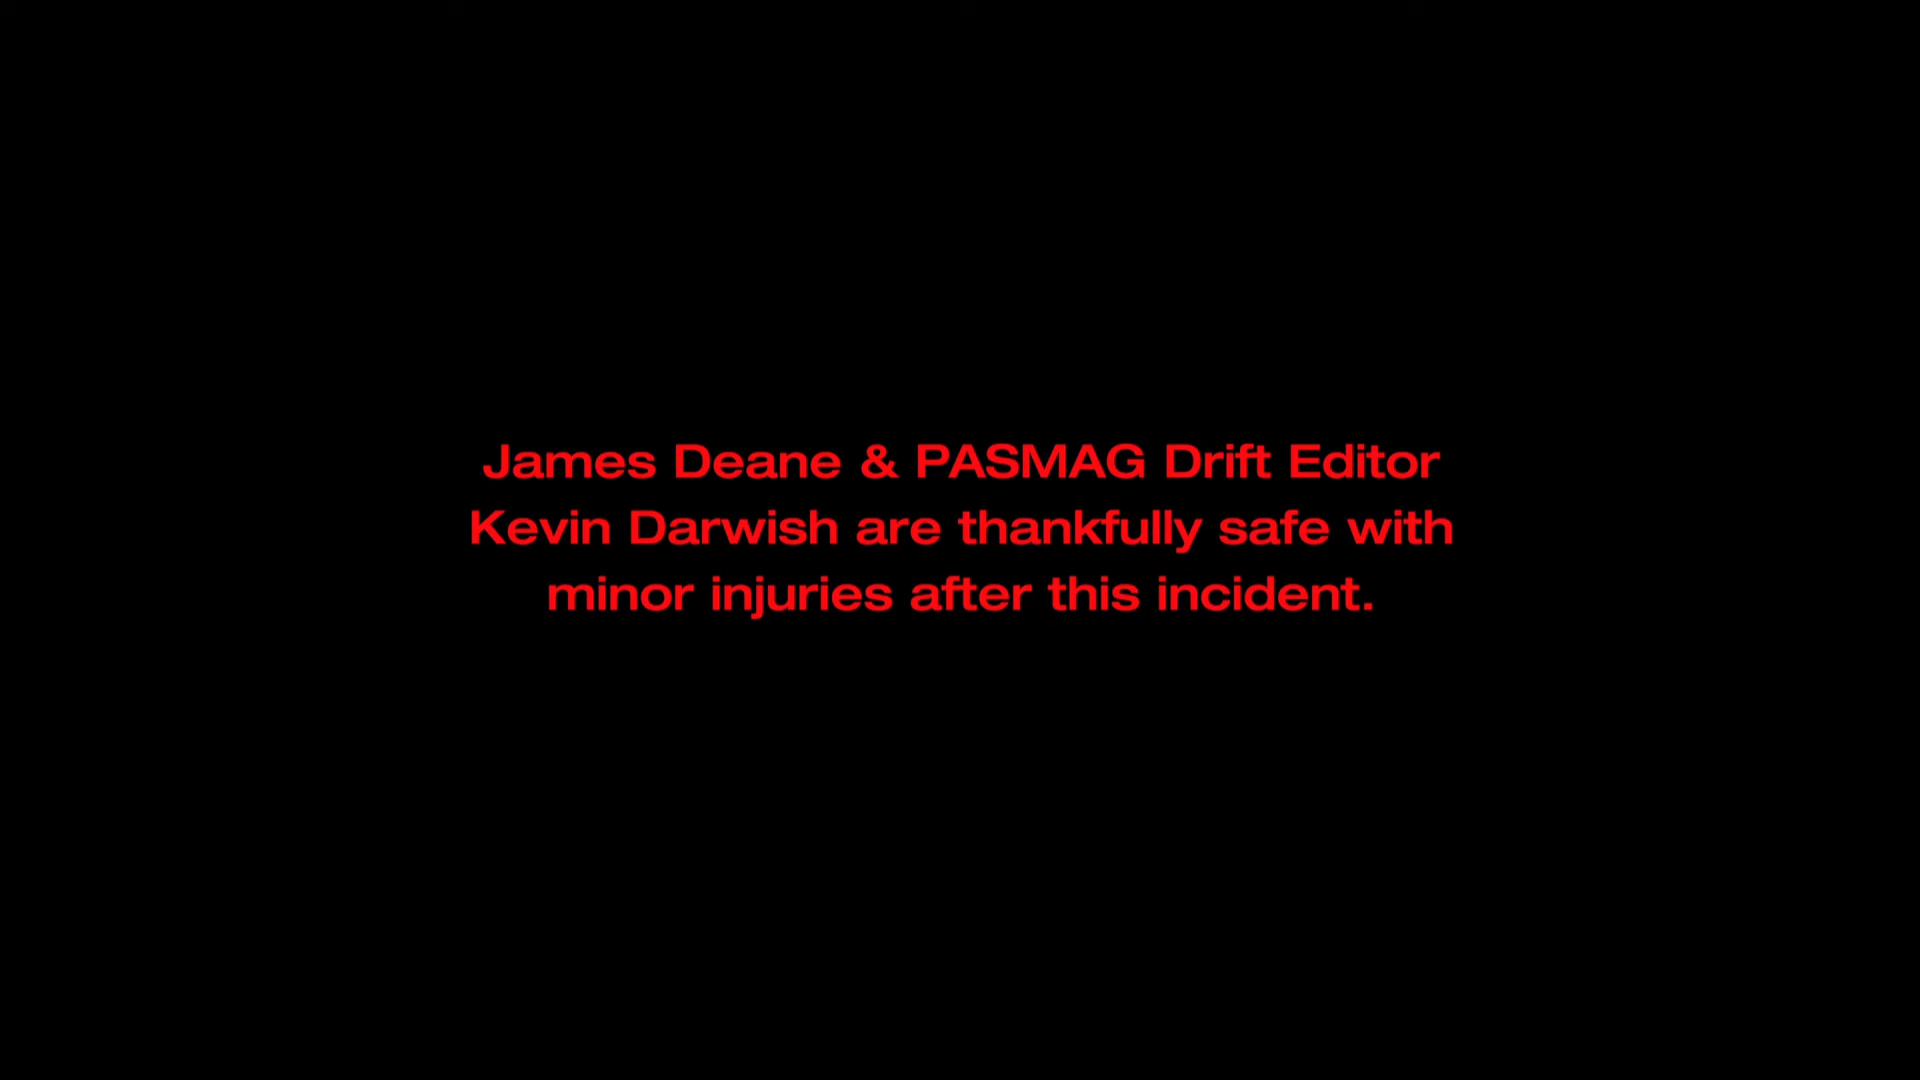 James Deane & PASMAG Drift Editor
Kevin Darwish are thankfully safe with
minor injuries after this incident.